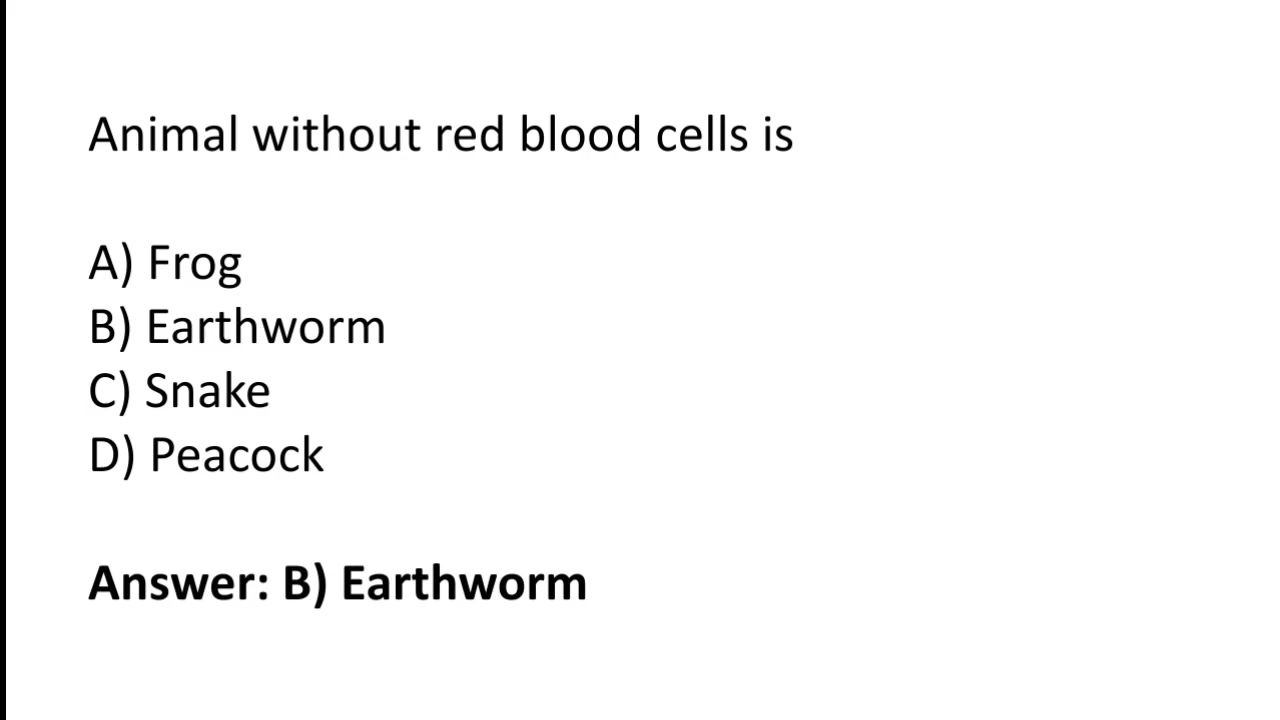 Animal without red blood cells is
A) Frog
B) Earthworm
C) Snake
D) Peacock
Answer: B) Earthworm